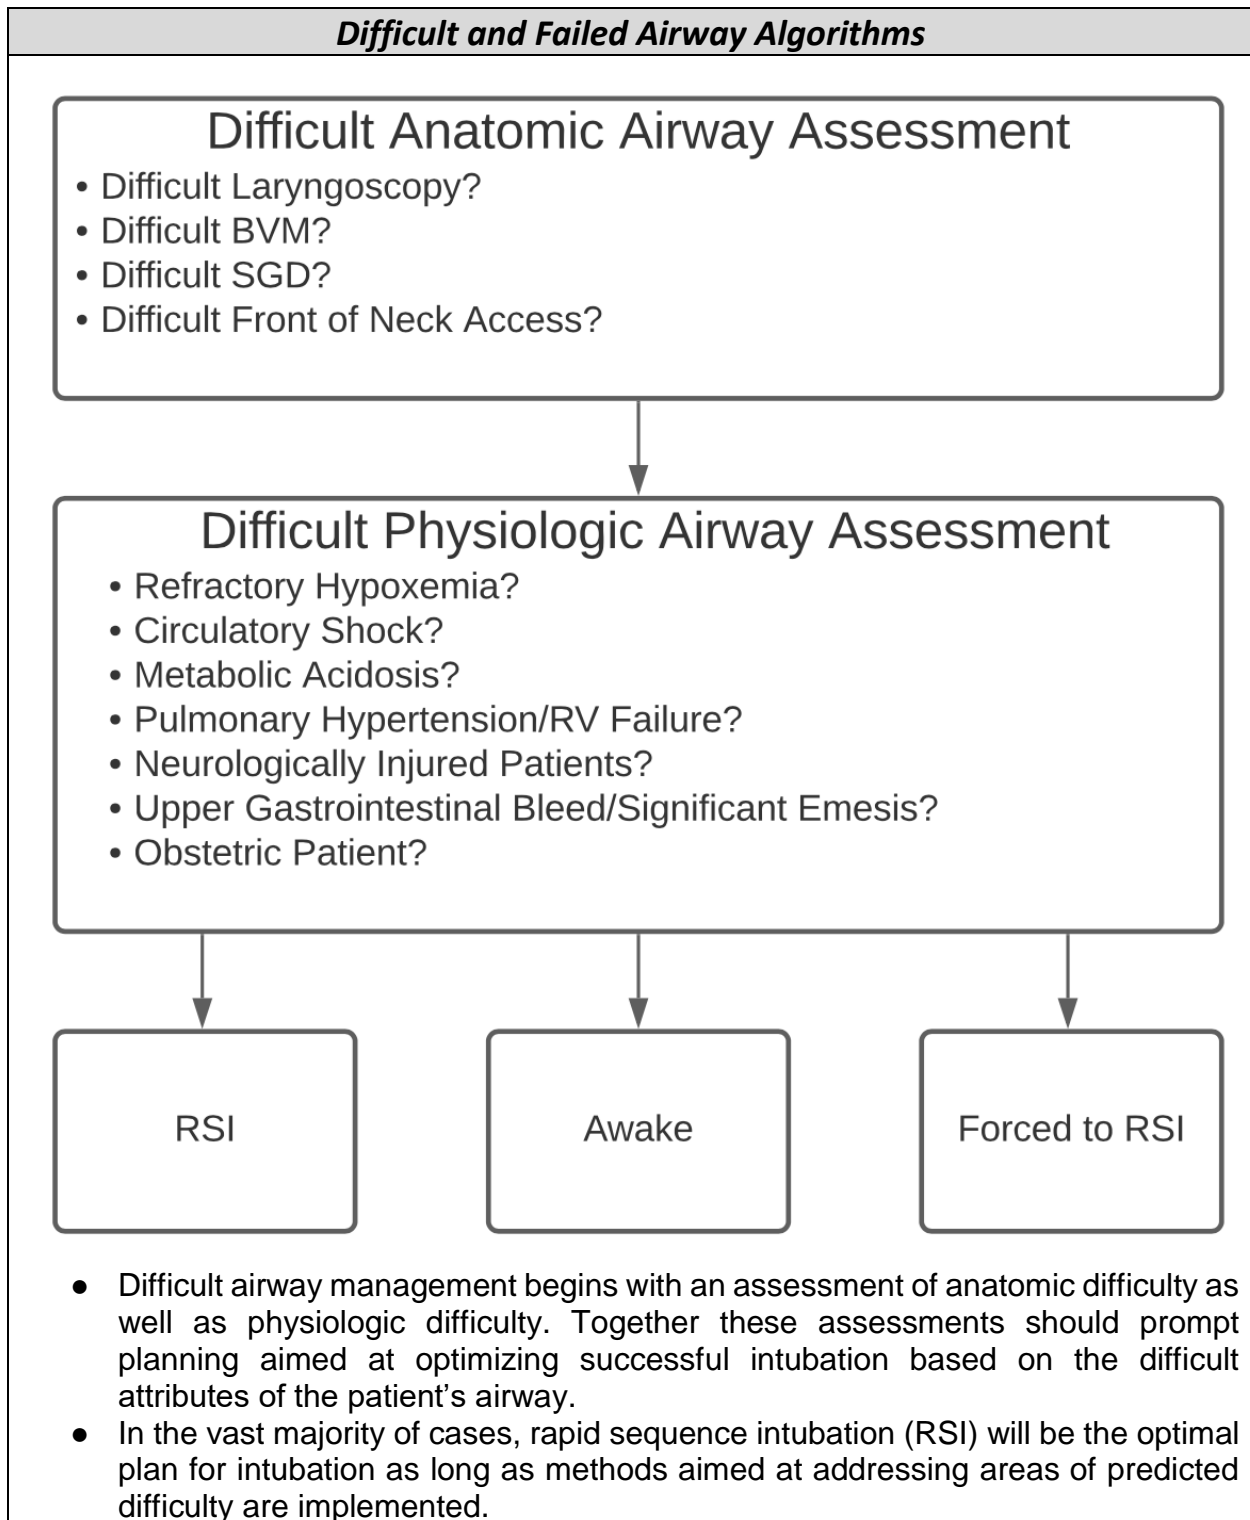 Difficult and Failed Airway Algorithms
Difficult Anatomic Airway Assessment
• Difficult Laryngoscopy?
• Difficult BVM?
• Difficult SGD?
• Difficult Front of Neck Access?
Difficult Physiologic Airway Assessment
• Refractory Hypoxemia?
• Circulatory Shock?
• Metabolic Acidosis?
• Pulmonary Hypertension/RV Failure?
• Neurologically Injured Patients?
• Upper Gastrointestinal Bleed/Significant Emesis?
• Obstetric Patient?
RSI
Awake
Forced to RSI
● Difficult airway management begins with an assessment of anatomic difficulty as
well as physiologic difficulty. Together these assessments should prompt
planning aimed at optimizing successful intubation based on the difficult
attributes of the patient’s airway.
● In the vast majority of cases, rapid sequence intubation (RSI) will be the optimal
plan for intubation as long as methods aimed at addressing areas of predicted
difficulty are implemented.